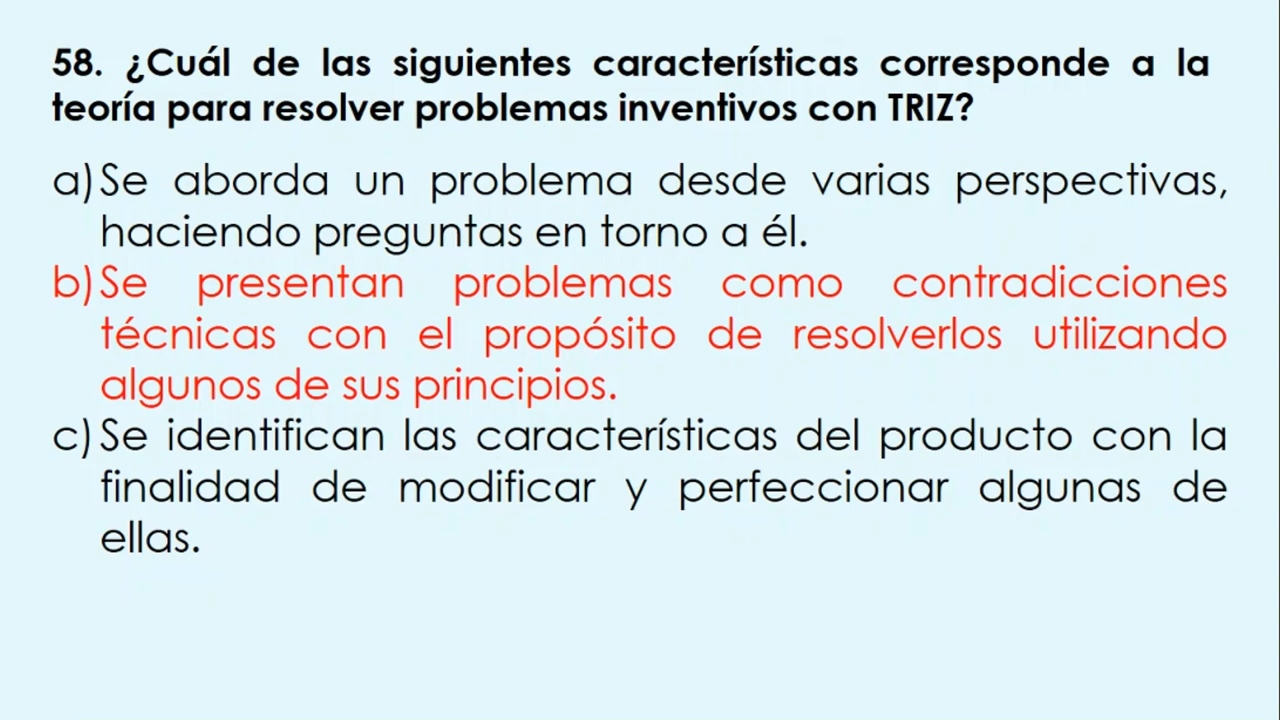 58. ¿Cuál de las siguientes características corresponde a la
teoría para resolver problemas inventivos con TRIZ?
a) Se aborda un problema desde varias perspectivas,
haciendo preguntas en torno a él.
b) Se presentan problemas como contradicciones
técnicas con el propósito de resolverlos utilizando
algunos de sus principios.
c) Se identifican las características del producto con la
finalidad de modificar y perfeccionar algunas de
ellas.